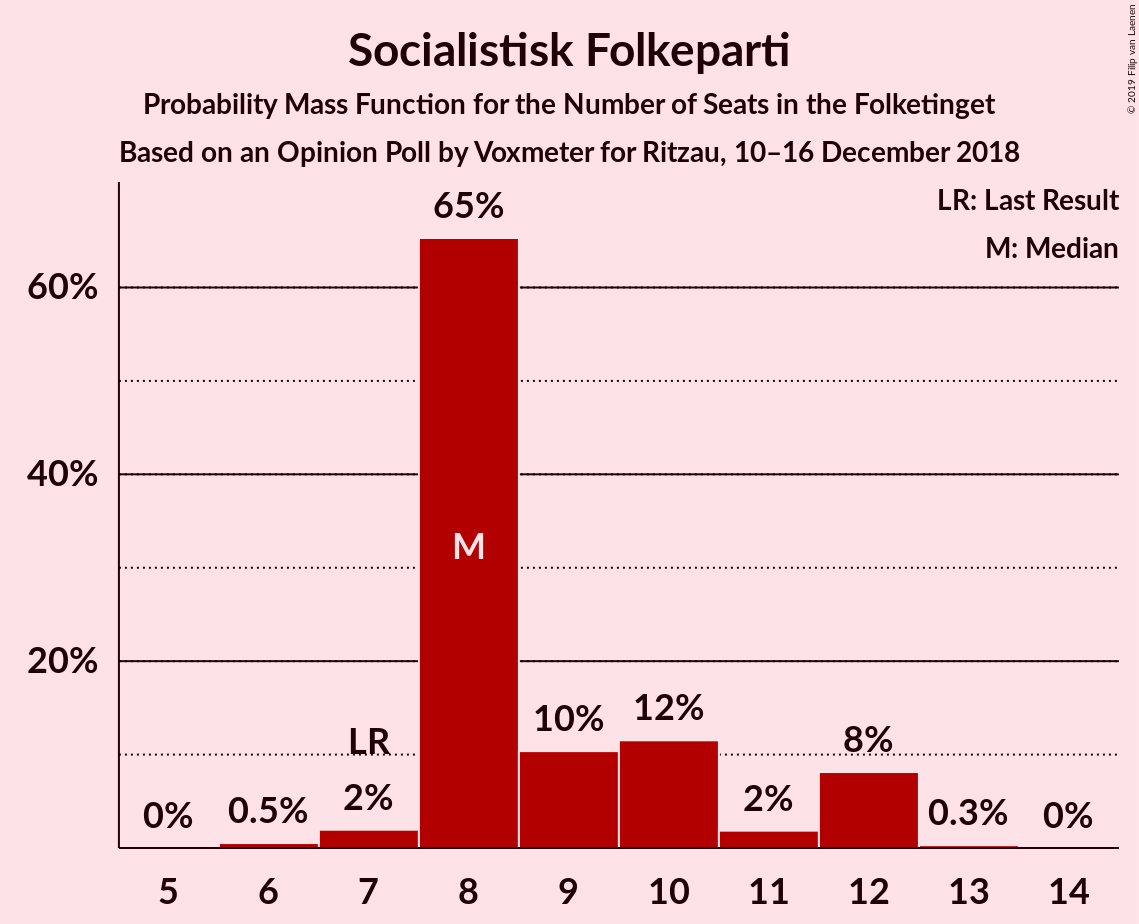 Socialistisk Folkeparti
Probability Mass Function for the Number of Seats in the Folketinget
Based on an Opinion Poll by Voxmeter for Ritzau, 10–16 December 2018
© 2019 Filip van Laenen
LR: Last Result
M: Median
65%
60%
40%
M
20%
12%
10%
LR
8%
2%
2%
0%
0.5%
0.3%
0%
5 6 7 8 9 10 11 12 13 14